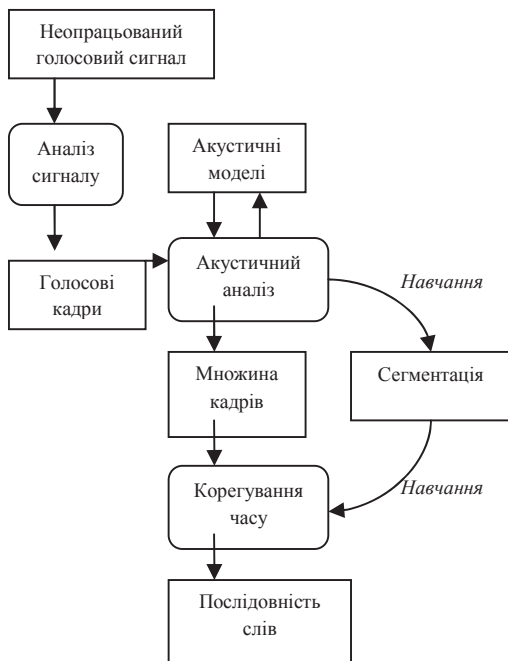 Неопрацьований
голосовий сигнал
Аналіз
сигналу
Акустичні
моделі
Голосові
кадри
Акустичний
аналіз
Навчання
Множина
кадрів
Сегментація
Навчання
Корегування
часу
Послідовність
слів